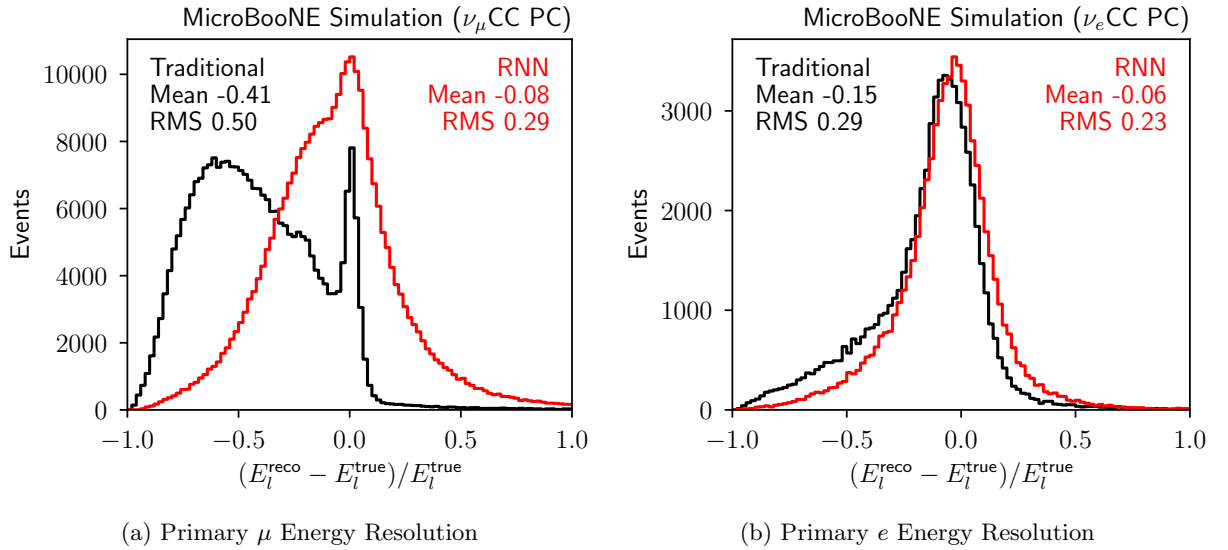 MicroBooNE Simulation (νμCC PC)
Traditional
Mean -0.41
RMS 0.50
RNN
Mean -0.08
RMS 0.29
Events
10000
8000
6000
4000
2000
0
−1.0 −0.5 0.0 0.5 1.0
(E_l^reco − E_l^true)/E_l^true
(a) Primary μ Energy Resolution
MicroBooNE Simulation (νeCC PC)
Traditional
Mean -0.15
RMS 0.29
RNN
Mean -0.06
RMS 0.23
Events
3000
2000
1000
0
−1.0 −0.5 0.0 0.5 1.0
(E_l^reco − E_l^true)/E_l^true
(b) Primary e Energy Resolution